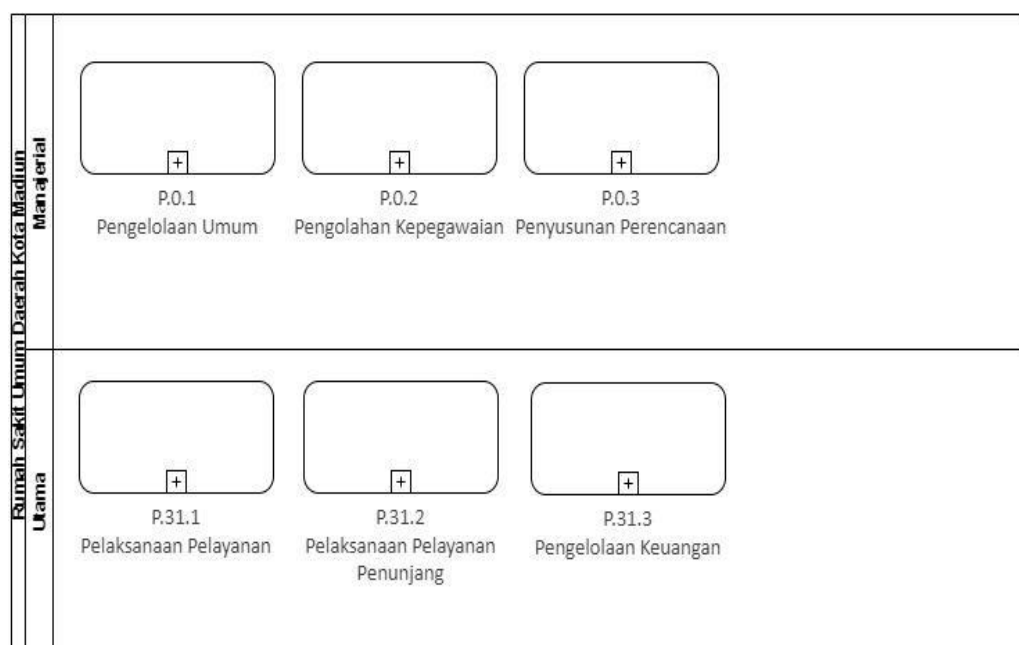 Rumah Sakit Umum Daerah Kota Madiun
Manajerial
P.0.1
Pengelolaan Umum
P.0.2
Pengolahan Kepegawaian
P.0.3
Penyusunan Perencanaan
Utama
P.31.1
Pelaksanaan Pelayanan
P.31.2
Pelaksanaan Pelayanan
Penunjang
P.31.3
Pengelolaan Keuangan